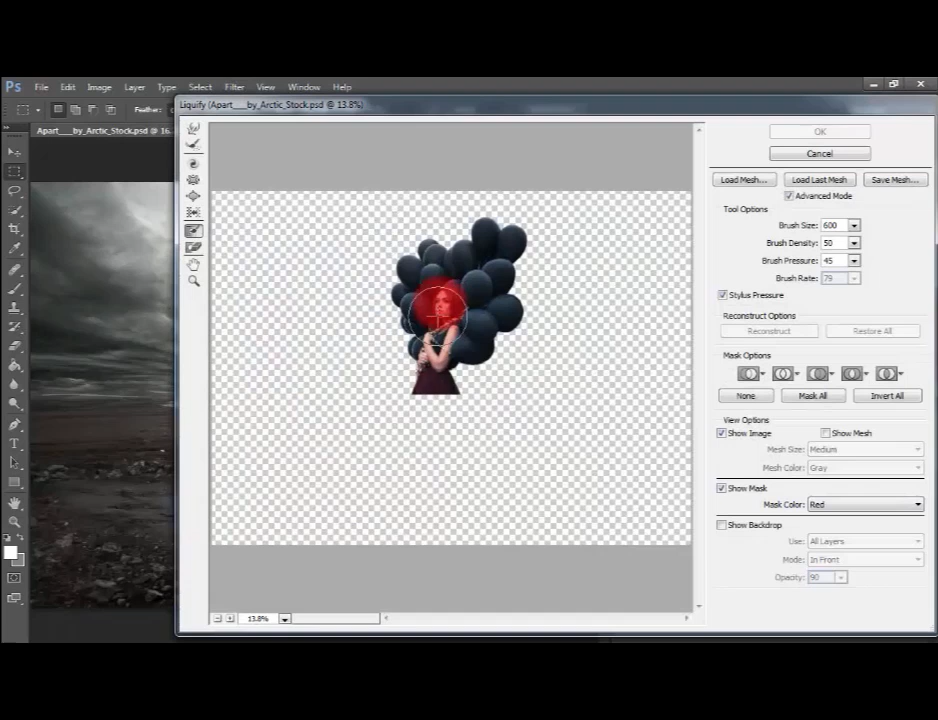 Ps File Edit Image Layer Type Select Filter View Window Help
Feather:
Liquify (Apart___by_Arctic_Stock.psd @ 13.8%)
Apart___by_Arctic_Stock.psd @ 16.
OK
Cancel
Load Mesh... Load Last Mesh Save Mesh...
Advanced Mode
Tool Options
Brush Size: 600
Brush Density: 50
Brush Pressure: 45
Brush Rate: 79
Stylus Pressure
Reconstruct Options
Reconstruct Restore All
Mask Options
None Mask All Invert All
View Options
Show Image Show Mesh
Mesh Size: Medium
Mesh Color: Gray
Show Mask
Mask Color: Red
Show Backdrop
Use: All Layers
Mode: In Front
Opacity: 90
13.8%